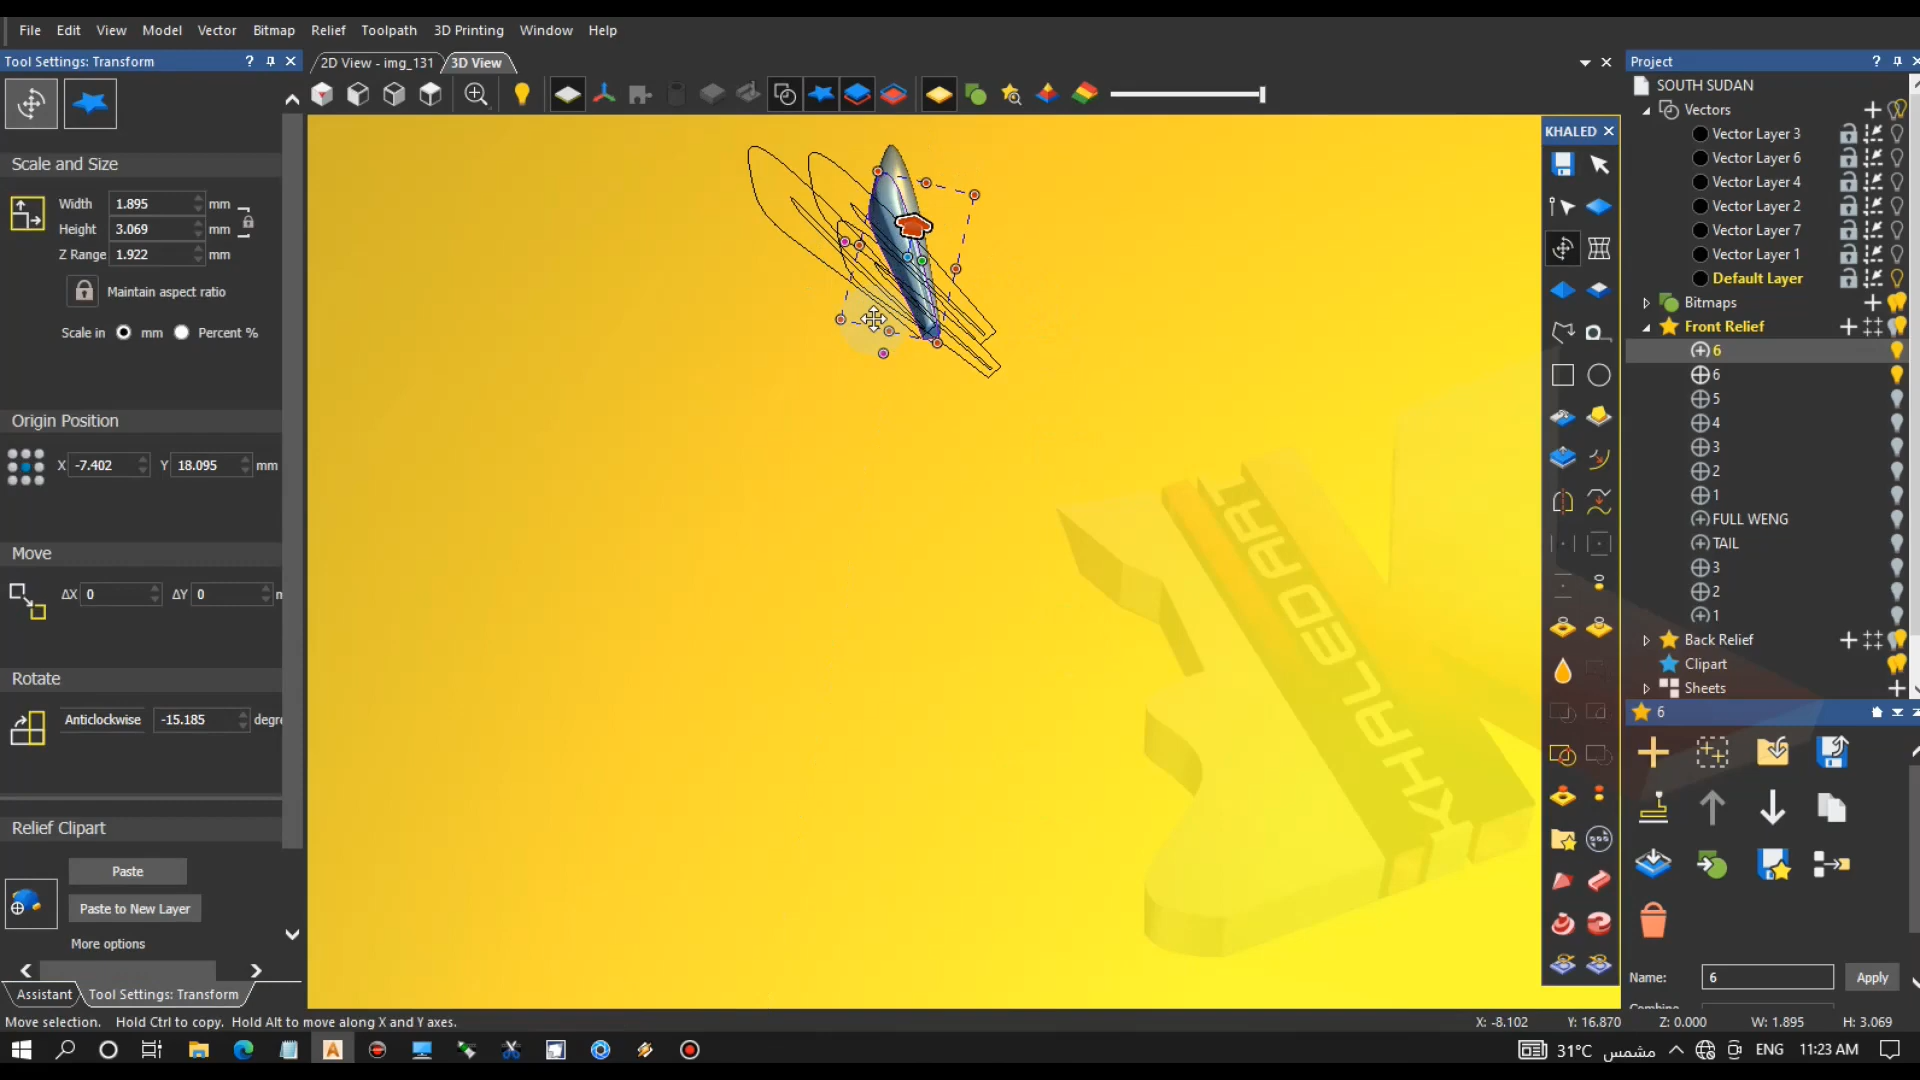 File Edit View Model Vector Bitmap Relief Toolpath 3D Printing Window Help
Tool Settings: Transform
2D View - img_131
3D View
Scale and Size
Width 1.895 mm
Height 3.069 mm
Z Range 1.922 mm
Maintain aspect ratio
Scale in mm Percent %
Origin Position
X -7.402 Y 18.095 mm
Move
ΔX 0 ΔY 0
Rotate
Anticlockwise -15.185
Relief Clipart
Paste
Paste to New Layer
More options
Assistant Tool Settings: Transform
KHALEDART
KHALED
Project
SOUTH SUDAN
Vectors
Vector Layer 3
Vector Layer 6
Vector Layer 4
Vector Layer 2
Vector Layer 7
Vector Layer 1
Default Layer
Bitmaps
Front Relief
6
6
5
4
3
2
1
FULL WENG
TAIL
3
2
1
Back Relief
Clipart
Sheets
6
Name: 6 Apply
Move selection. Hold Ctrl to copy. Hold Alt to move along X and Y axes.
X: -8.102 Y: 16.870 Z: 0.000 W: 1.895 H: 3.069
31°C مشمس ENG 11:23 AM